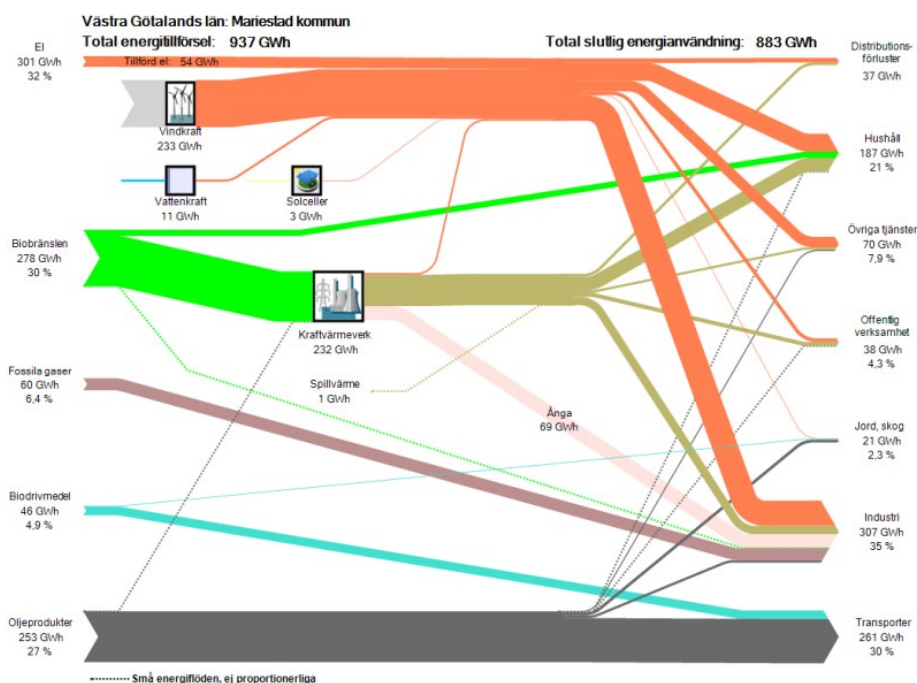 Västra Götalands län: Mariestad kommun
Total energitillförsel: 937 GWh
Total slutlig energianvändning: 883 GWh
El
301 GWh
32 %
Tillförd el: 54 GWh
Vindkraft
233 GWh
Vattenkraft
11 GWh
Solceller
3 GWh
Biobränslen
278 GWh
30 %
Kraftvärmeverk
232 GWh
Spillvärme
1 GWh
Ånga
69 GWh
Fossila gaser
60 GWh
6,4 %
Biodrivmedel
46 GWh
4,9 %
Oljeprodukter
253 GWh
27 %
Distributions-
förluster
37 GWh
Hushåll
187 GWh
21 %
Övriga tjänster
70 GWh
7,9 %
Offentlig
verksamhet
38 GWh
4,3 %
Jord, skog
21 GWh
2,3 %
Industri
307 GWh
35 %
Transporter
261 GWh
30 %
Små energiflöden, ej proportionerliga